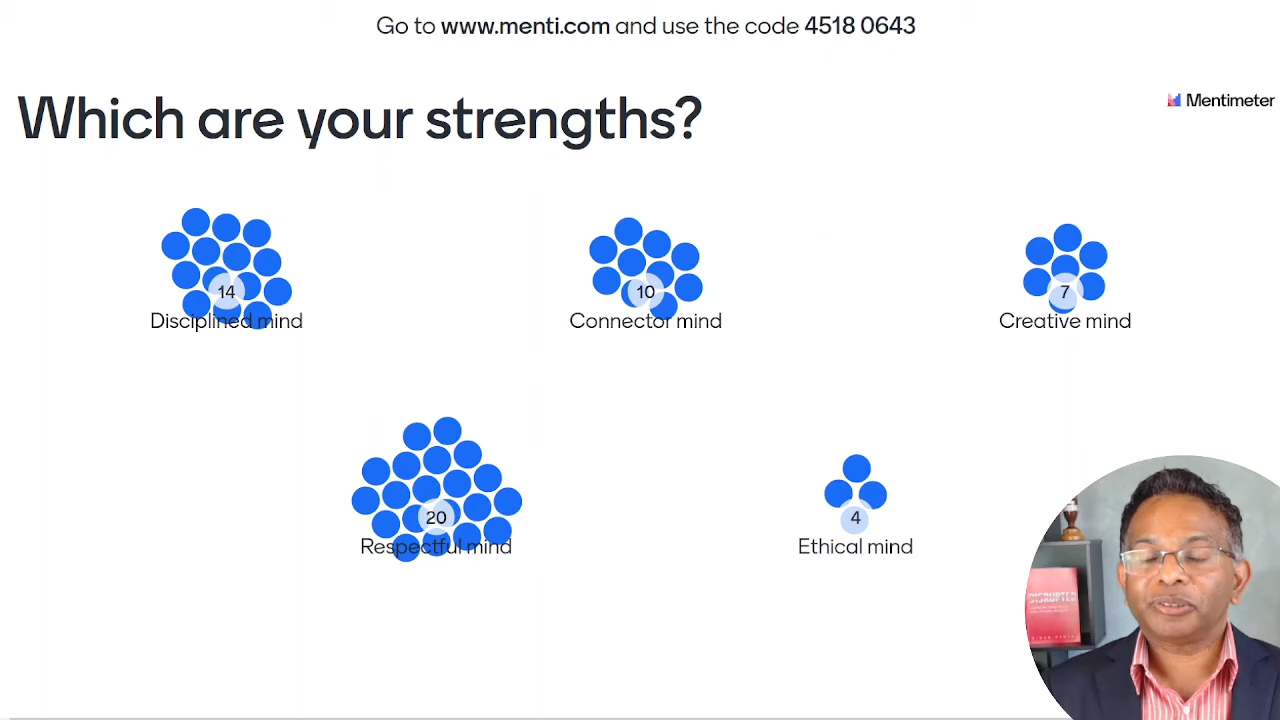 Go to www.menti.com and use the code 4518 0643
Which are your strengths?
Mentimeter
14
Disciplined mind
10
Connector mind
7
Creative mind
20
Respectful mind
4
Ethical mind
DISRUPTED